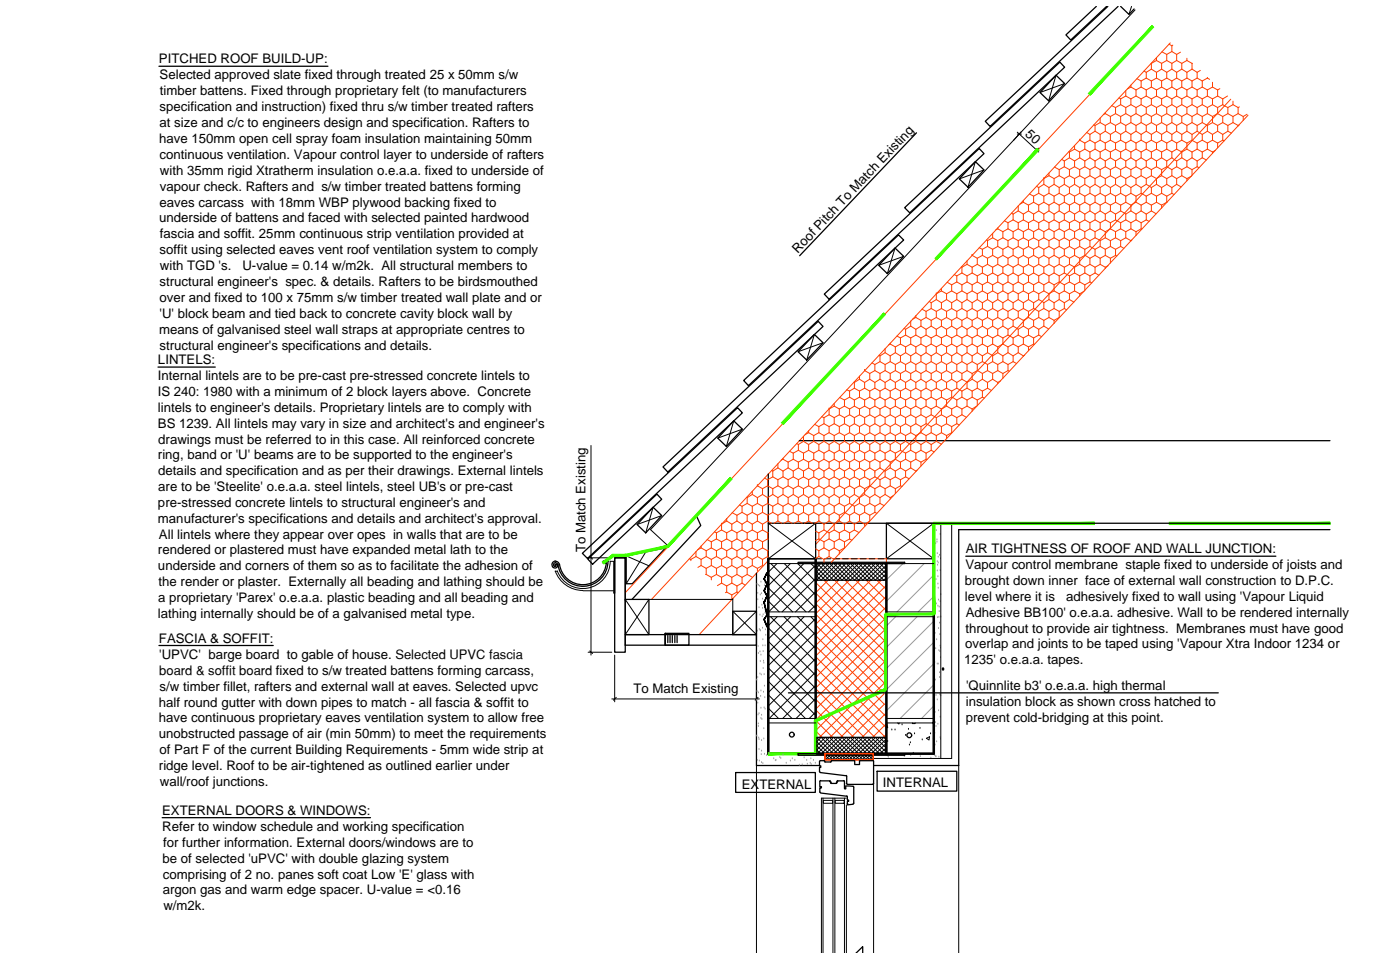 PITCHED ROOF BUILD-UP:
Selected approved slate fixed through treated 25 x 50mm s/w
timber battens. Fixed through proprietary felt (to manufacturers
specification and instruction) fixed thru s/w timber treated rafters
at size and c/c to engineers design and specification. Rafters to
have 150mm open cell spray foam insulation maintaining 50mm
continuous ventilation. Vapour control layer to underside of rafters
with 35mm rigid Xtratherm insulation o.e.a.a. fixed to underside of
vapour check. Rafters and  s/w timber treated battens forming
eaves carcass  with 18mm WBP plywood backing fixed to
underside of battens and faced with selected painted hardwood
fascia and soffit. 25mm continuous strip ventilation provided at
soffit using selected eaves vent roof ventilation system to comply
with TGD 's.   U-value = 0.14 w/m2k.  All structural members to
structural engineer's  spec. & details. Rafters to be birdsmouthed
over and fixed to 100 x 75mm s/w timber treated wall plate and or
'U' block beam and tied back to concrete cavity block wall by
means of galvanised steel wall straps at appropriate centres to
structural engineer's specifications and details.
LINTELS:
Internal lintels are to be pre-cast pre-stressed concrete lintels to
IS 240: 1980 with a minimum of 2 block layers above.  Concrete
lintels to engineer's details. Proprietary lintels are to comply with
BS 1239. All lintels may vary in size and architect's and engineer's
drawings must be referred to in this case. All reinforced concrete
ring, band or 'U' beams are to be supported to the engineer's
details and specification and as per their drawings. External lintels
are to be 'Steelite' o.e.a.a. steel lintels, steel UB's or pre-cast
pre-stressed concrete lintels to structural engineer's and
manufacturer's specifications and details and architect's approval.
All lintels where they appear over opes  in walls that are to be
rendered or plastered must have expanded metal lath to the
underside and corners of them so as to facilitate the adhesion of
the render or plaster.  Externally all beading and lathing should be
a proprietary 'Parex' o.e.a.a. plastic beading and all beading and
lathing internally should be of a galvanised metal type.
FASCIA & SOFFIT:
'UPVC'  barge board  to gable of house. Selected UPVC fascia
board & soffit board fixed to s/w treated battens forming carcass,
s/w timber fillet, rafters and external wall at eaves. Selected upvc
half round gutter with down pipes to match - all fascia & soffit to
have continuous proprietary eaves ventilation system to allow free
unobstructed passage of air (min 50mm) to meet the requirements
of Part F of the current Building Requirements - 5mm wide strip at
ridge level. Roof to be air-tightened as outlined earlier under
wall/roof junctions.
EXTERNAL DOORS & WINDOWS:
Refer to window schedule and working specification
for further information. External doors/windows are to
be of selected 'uPVC' with double glazing system
comprising of 2 no. panes soft coat Low 'E' glass with
argon gas and warm edge spacer. U-value = <0.16
w/m2k.
Roof Pitch To Match Existing
50
To Match Existing
To Match Existing
EXTERNAL
INTERNAL
AIR TIGHTNESS OF ROOF AND WALL JUNCTION:
Vapour control membrane  staple fixed to underside of joists and
brought down inner  face of external wall construction to D.P.C.
level where it is   adhesively fixed to wall using 'Vapour Liquid
Adhesive BB100' o.e.a.a. adhesive. Wall to be rendered internally
throughout to provide air tightness.  Membranes must have good
overlap and joints to be taped using 'Vapour Xtra Indoor 1234 or
1235' o.e.a.a. tapes.
'Quinnlite b3' o.e.a.a. high thermal
insulation block as shown cross hatched to
prevent cold-bridging at this point.